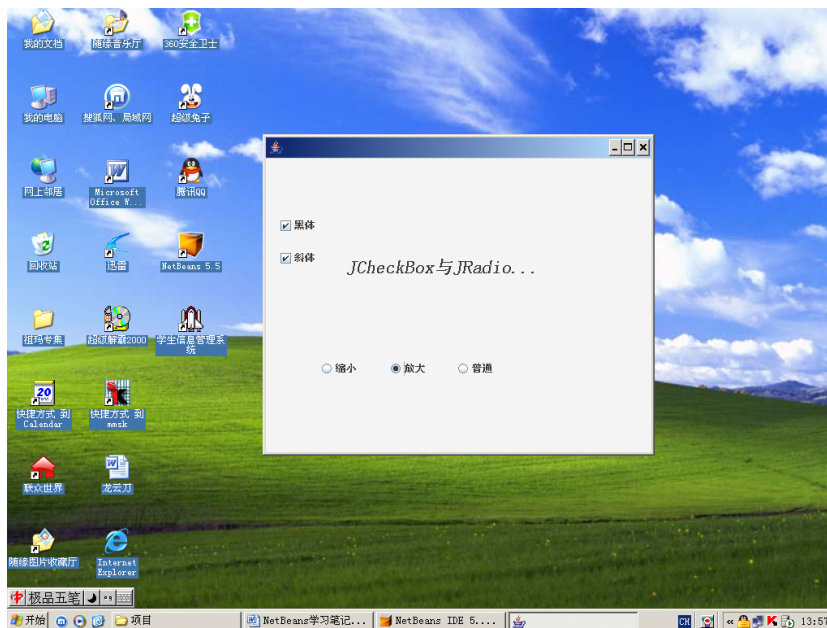 我的文档
随缘音乐厅
360安全卫士
我的电脑
搜狐网、局域网
超级兔子
网上邻居
Microsoft
Office W...
腾讯QQ
回收站
迅雷
NetBeans 5.5
祖玛专集
超级解霸2000
学生信息管理系
统
20
快捷方式 到
Calendar
快捷方式 到
mmsk
联众世界
龙云刀
随缘图片收藏厅
Internet
Explorer
黑体
斜体
JCheckBox与JRadio...
缩小
放大
普通
中 极品五笔
开始
项目
NetBeans学习笔记...
NetBeans IDE 5....
CH
«
13:57